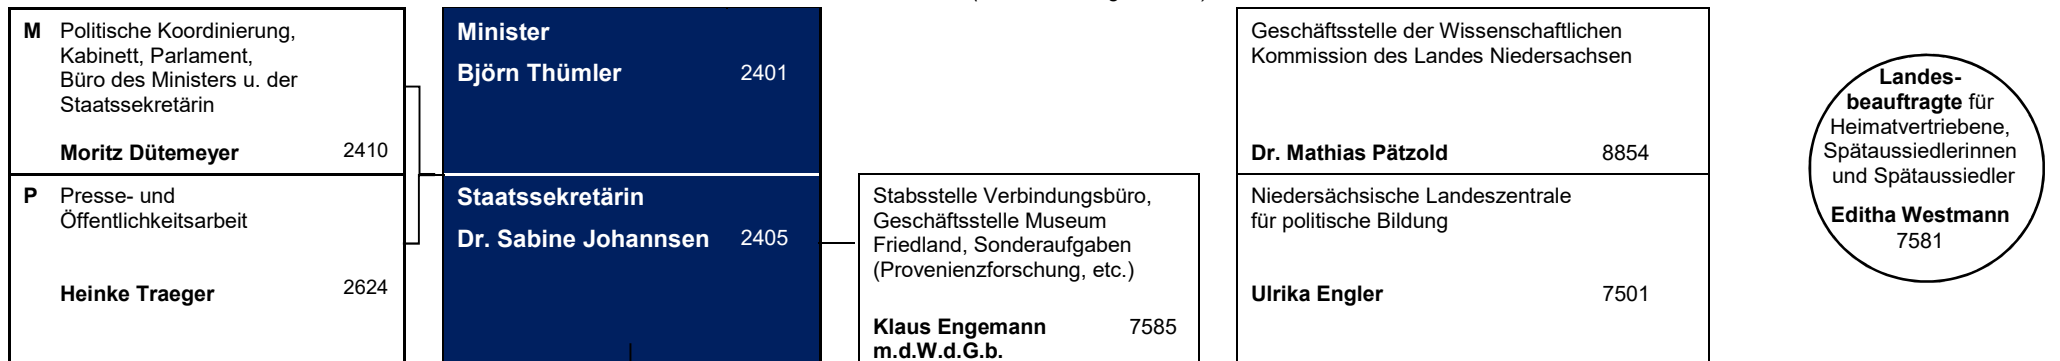 M Politische Koordinierung,
Kabinett, Parlament,
Büro des Ministers u. der
Staatssekretärin
Moritz Dütemeyer 2410
P Presse- und
Öffentlichkeitsarbeit
Heinke Traeger 2624
Minister
Björn Thümler 2401
Staatssekretärin
Dr. Sabine Johannsen 2405
Stabsstelle Verbindungsbüro,
Geschäftsstelle Museum
Friedland, Sonderaufgaben
(Provenienzforschung, etc.)
Klaus Engemann 7585
m.d.W.d.G.b.
Geschäftsstelle der Wissenschaftlichen
Kommission des Landes Niedersachsen
Dr. Mathias Pätzold 8854
Niedersächsische Landeszentrale
für politische Bildung
Ulrika Engler 7501
Landes-
beauftragte für
Heimatvertriebene,
Spätaussiedlerinnen
und Spätaussiedler
Editha Westmann
7581